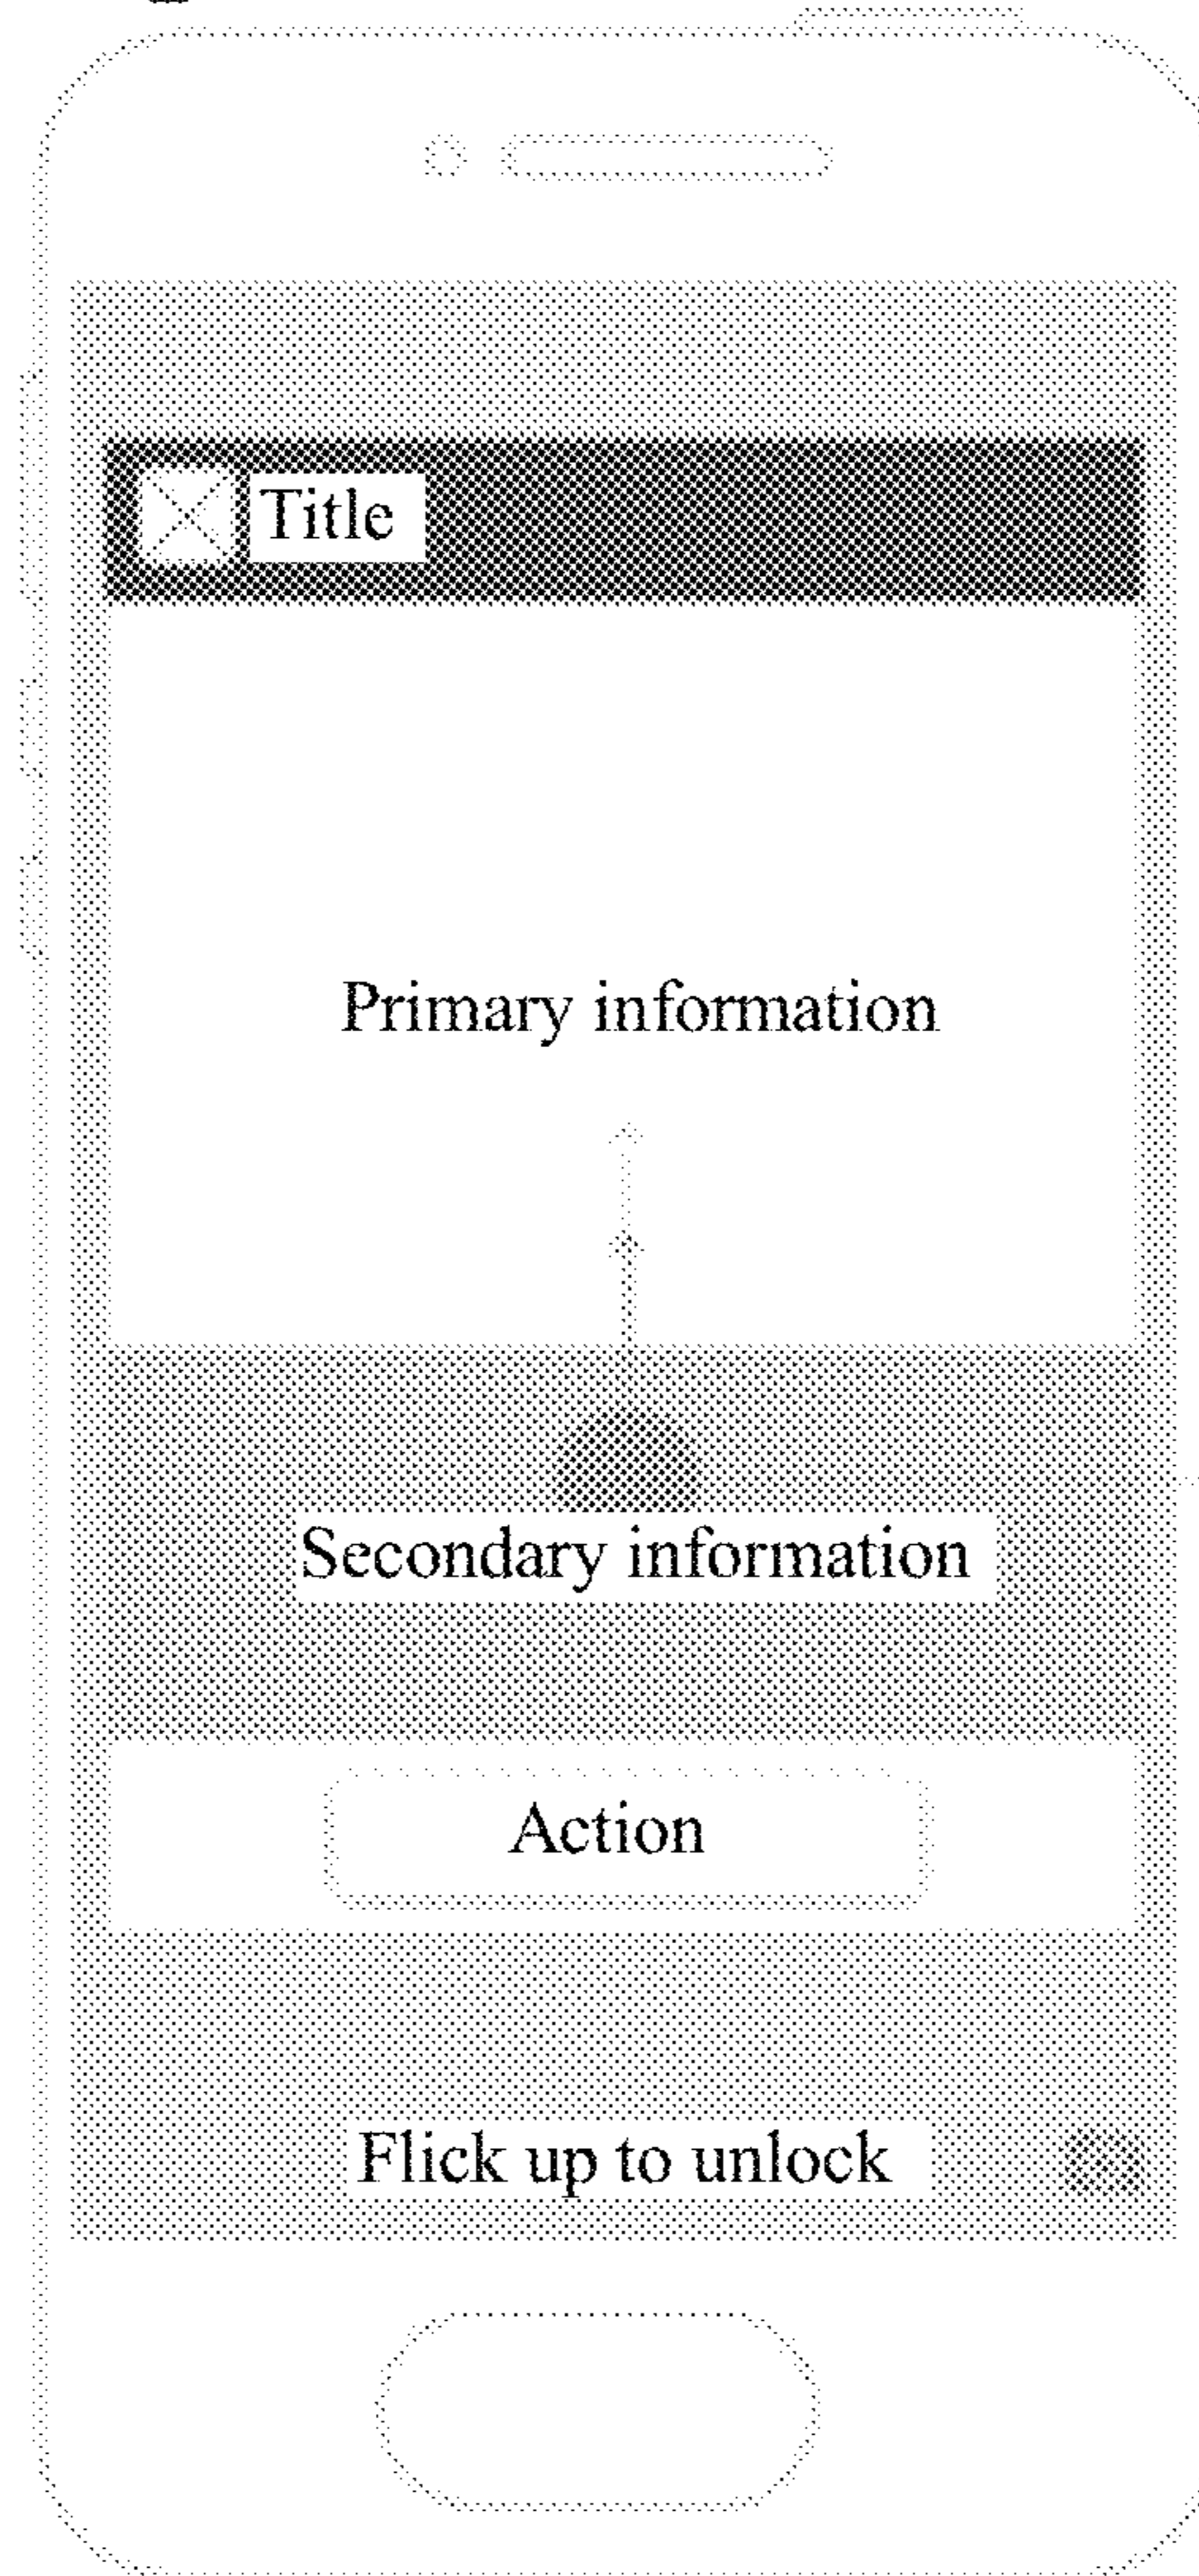 Title
Primary information
Secondary information
Action
Flick up to unlock